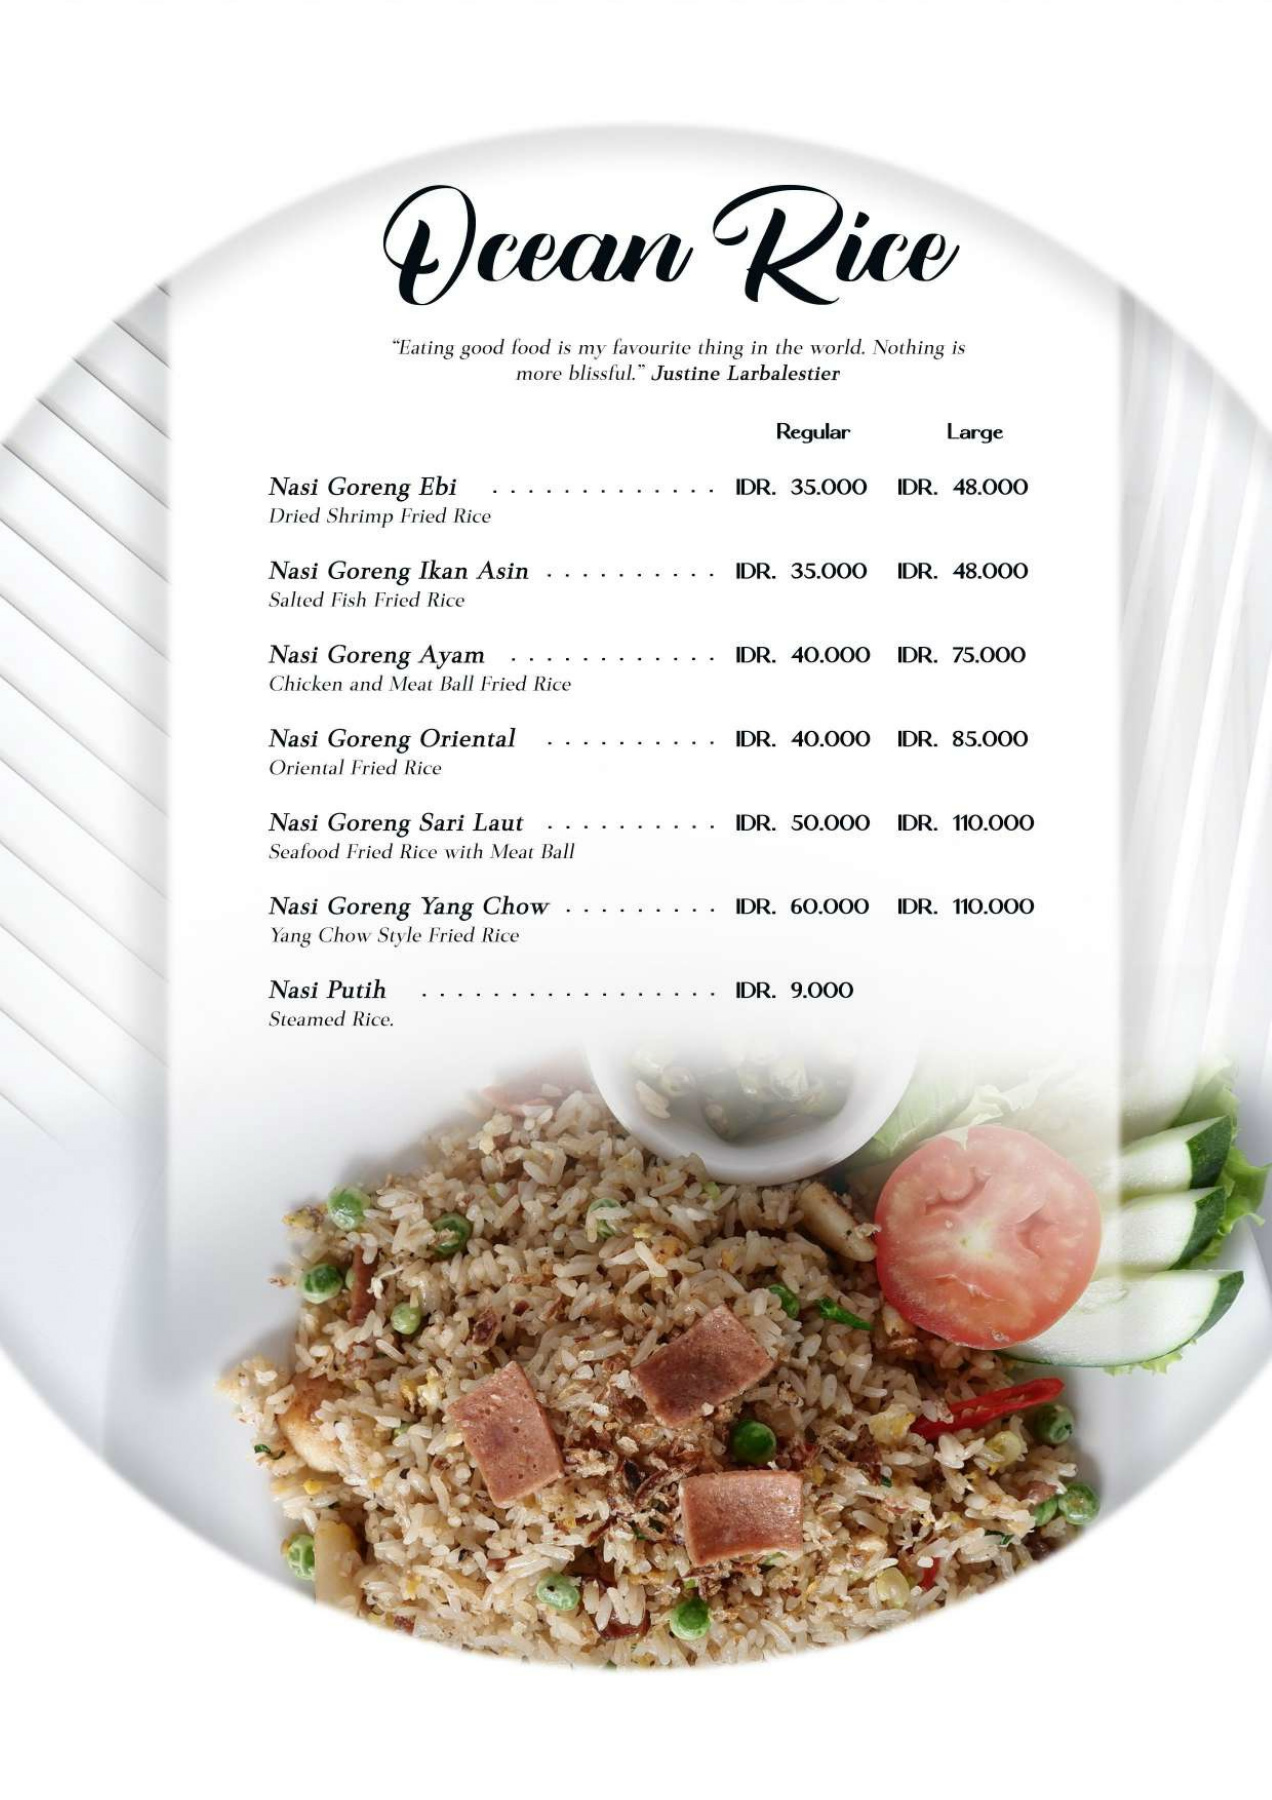 Ocean Rice
“Eating good food is my favourite thing in the world. Nothing is
more blissful.” Justine Larbalestier
Regular Large
Nasi Goreng Ebi . . . . . . . . . . . . . IDR. 35.000 IDR. 48.000
Dried Shrimp Fried Rice
Nasi Goreng Ikan Asin . . . . . . . . . . IDR. 35.000 IDR. 48.000
Salted Fish Fried Rice
Nasi Goreng Ayam . . . . . . . . . . . . IDR. 40.000 IDR. 75.000
Chicken and Meat Ball Fried Rice
Nasi Goreng Oriental . . . . . . . . . . IDR. 40.000 IDR. 85.000
Oriental Fried Rice
Nasi Goreng Sari Laut . . . . . . . . . . IDR. 50.000 IDR. 110.000
Seafood Fried Rice with Meat Ball
Nasi Goreng Yang Chow . . . . . . . . . IDR. 60.000 IDR. 110.000
Yang Chow Style Fried Rice
Nasi Putih . . . . . . . . . . . . . . . . . IDR. 9.000
Steamed Rice.